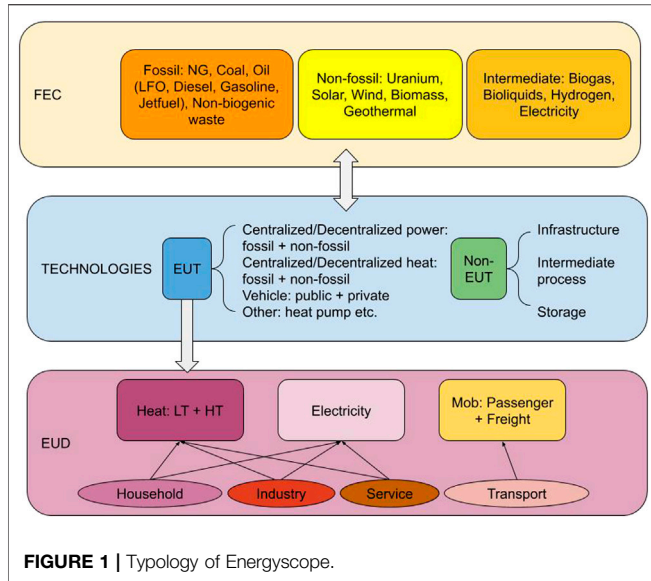 FEC
Fossil: NG, Coal, Oil
(LFO, Diesel, Gasoline,
Jetfuel), Non-biogenic
waste
Non-fossil: Uranium,
Solar, Wind, Biomass,
Geothermal
Intermediate: Biogas,
Bioliquids, Hydrogen,
Electricity
TECHNOLOGIES
EUT
Centralized/Decentralized power:
fossil + non-fossil
Centralized/Decentralized heat:
fossil + non-fossil
Vehicle: public + private
Other: heat pump etc.
Non-
EUT
Infrastructure
Intermediate
process
Storage
EUD
Heat: LT + HT
Electricity
Mob: Passenger
+ Freight
Household
Industry
Service
Transport
FIGURE 1 | Typology of Energyscope.